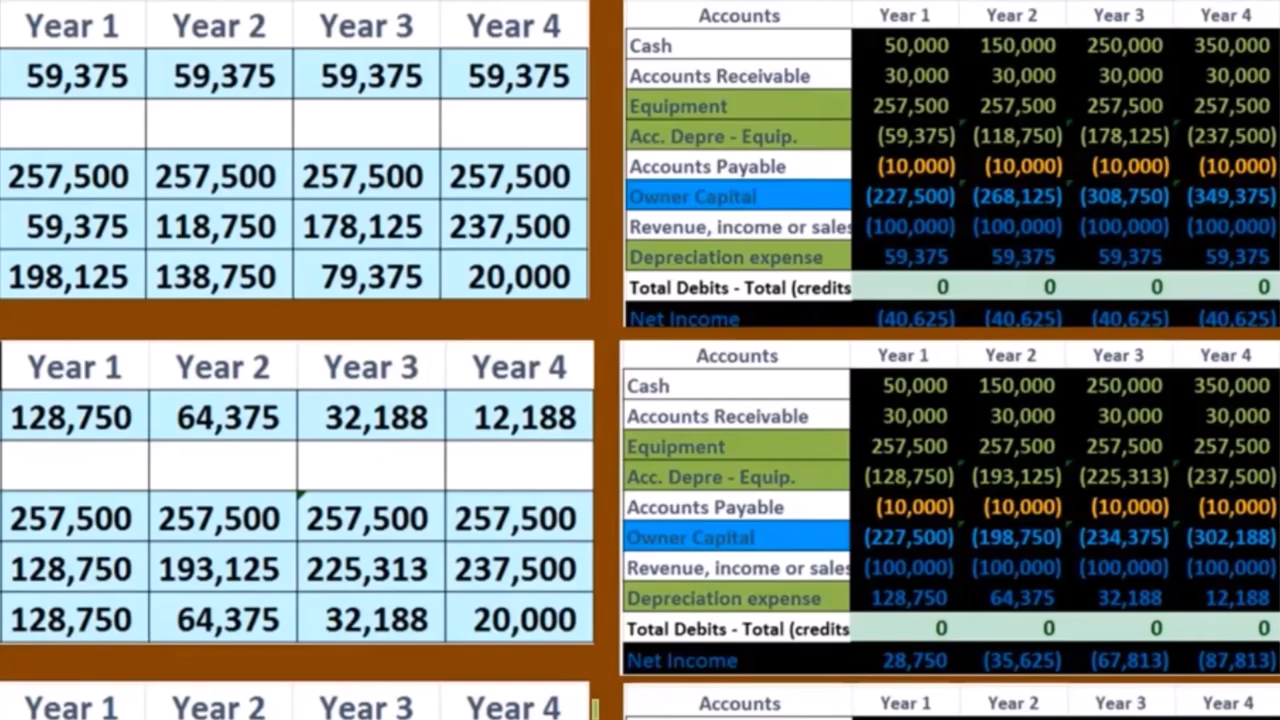 Year 1 Year 2 Year 3 Year 4
59,375 59,375 59,375 59,375
257,500 257,500 257,500 257,500
59,375 118,750 178,125 237,500
198,125 138,750 79,375 20,000
Accounts Year 1 Year 2 Year 3 Year 4
Cash 50,000 150,000 250,000 350,000
Accounts Receivable 30,000 30,000 30,000 30,000
Equipment 257,500 257,500 257,500 257,500
Acc. Depre - Equip. (59,375) (118,750) (178,125) (237,500)
Accounts Payable (10,000) (10,000) (10,000) (10,000)
Owner Capital (227,500) (268,125) (308,750) (349,375)
Revenue, income or sales (100,000) (100,000) (100,000) (100,000)
Depreciation expense 59,375 59,375 59,375 59,375
Total Debits - Total (credits 0 0 0 0
Net Income (40,625) (40,625) (40,625) (40,625)
Year 1 Year 2 Year 3 Year 4
128,750 64,375 32,188 12,188
257,500 257,500 257,500 257,500
128,750 193,125 225,313 237,500
128,750 64,375 32,188 20,000
Accounts Year 1 Year 2 Year 3 Year 4
Cash 50,000 150,000 250,000 350,000
Accounts Receivable 30,000 30,000 30,000 30,000
Equipment 257,500 257,500 257,500 257,500
Acc. Depre - Equip. (128,750) (193,125) (225,313) (237,500)
Accounts Payable (10,000) (10,000) (10,000) (10,000)
Owner Capital (227,500) (198,750) (234,375) (302,188)
Revenue, income or sales (100,000) (100,000) (100,000) (100,000)
Depreciation expense 128,750 64,375 32,188 12,188
Total Debits - Total (credits 0 0 0 0
Net Income 28,750 (35,625) (67,813) (87,813)
Year 1 Year 2 Year 3 Year 4
Accounts Year 1 Year 2 Year 3 Year 4